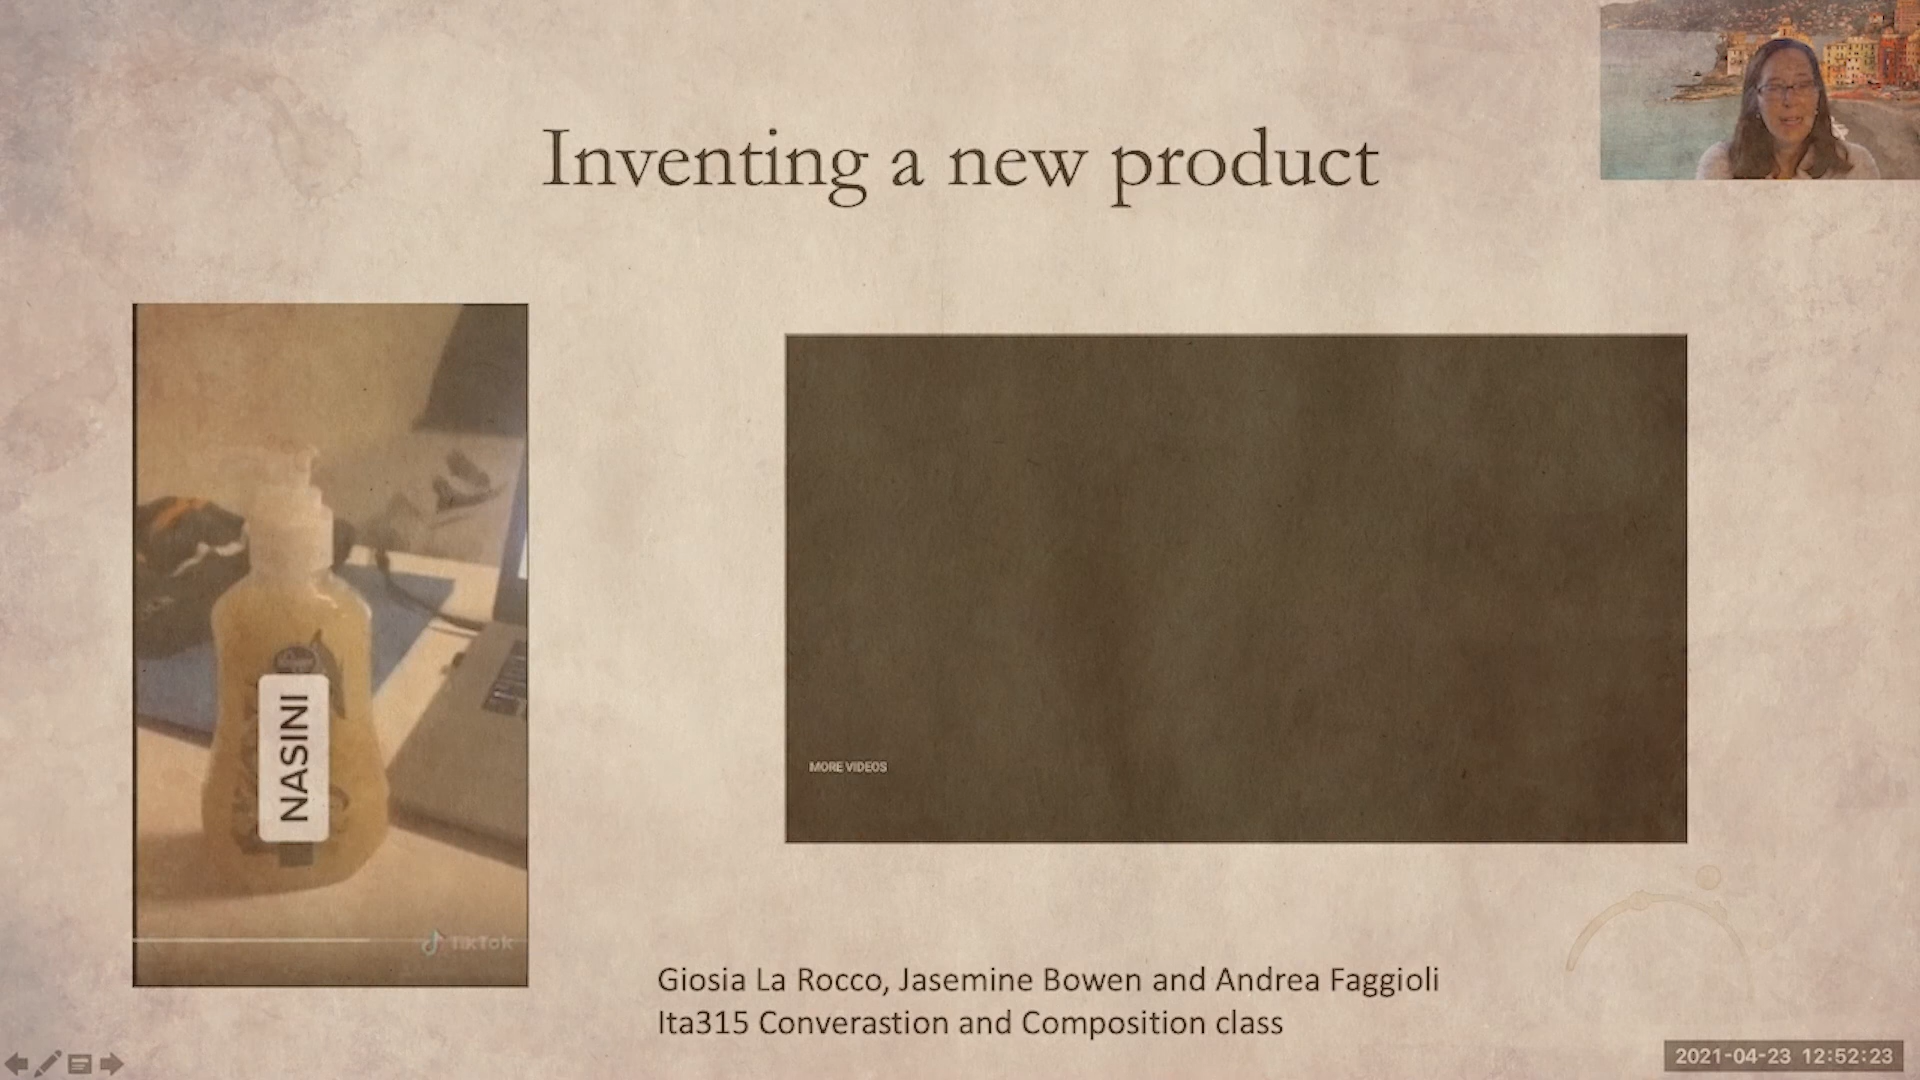 Inventing a new product
NASINI
TikTok
MORE VIDEOS
Giosia La Rocco, Jasemine Bowen and Andrea Faggioli
Ita315 Converastion and Composition class
2021-04-23 12:52:23